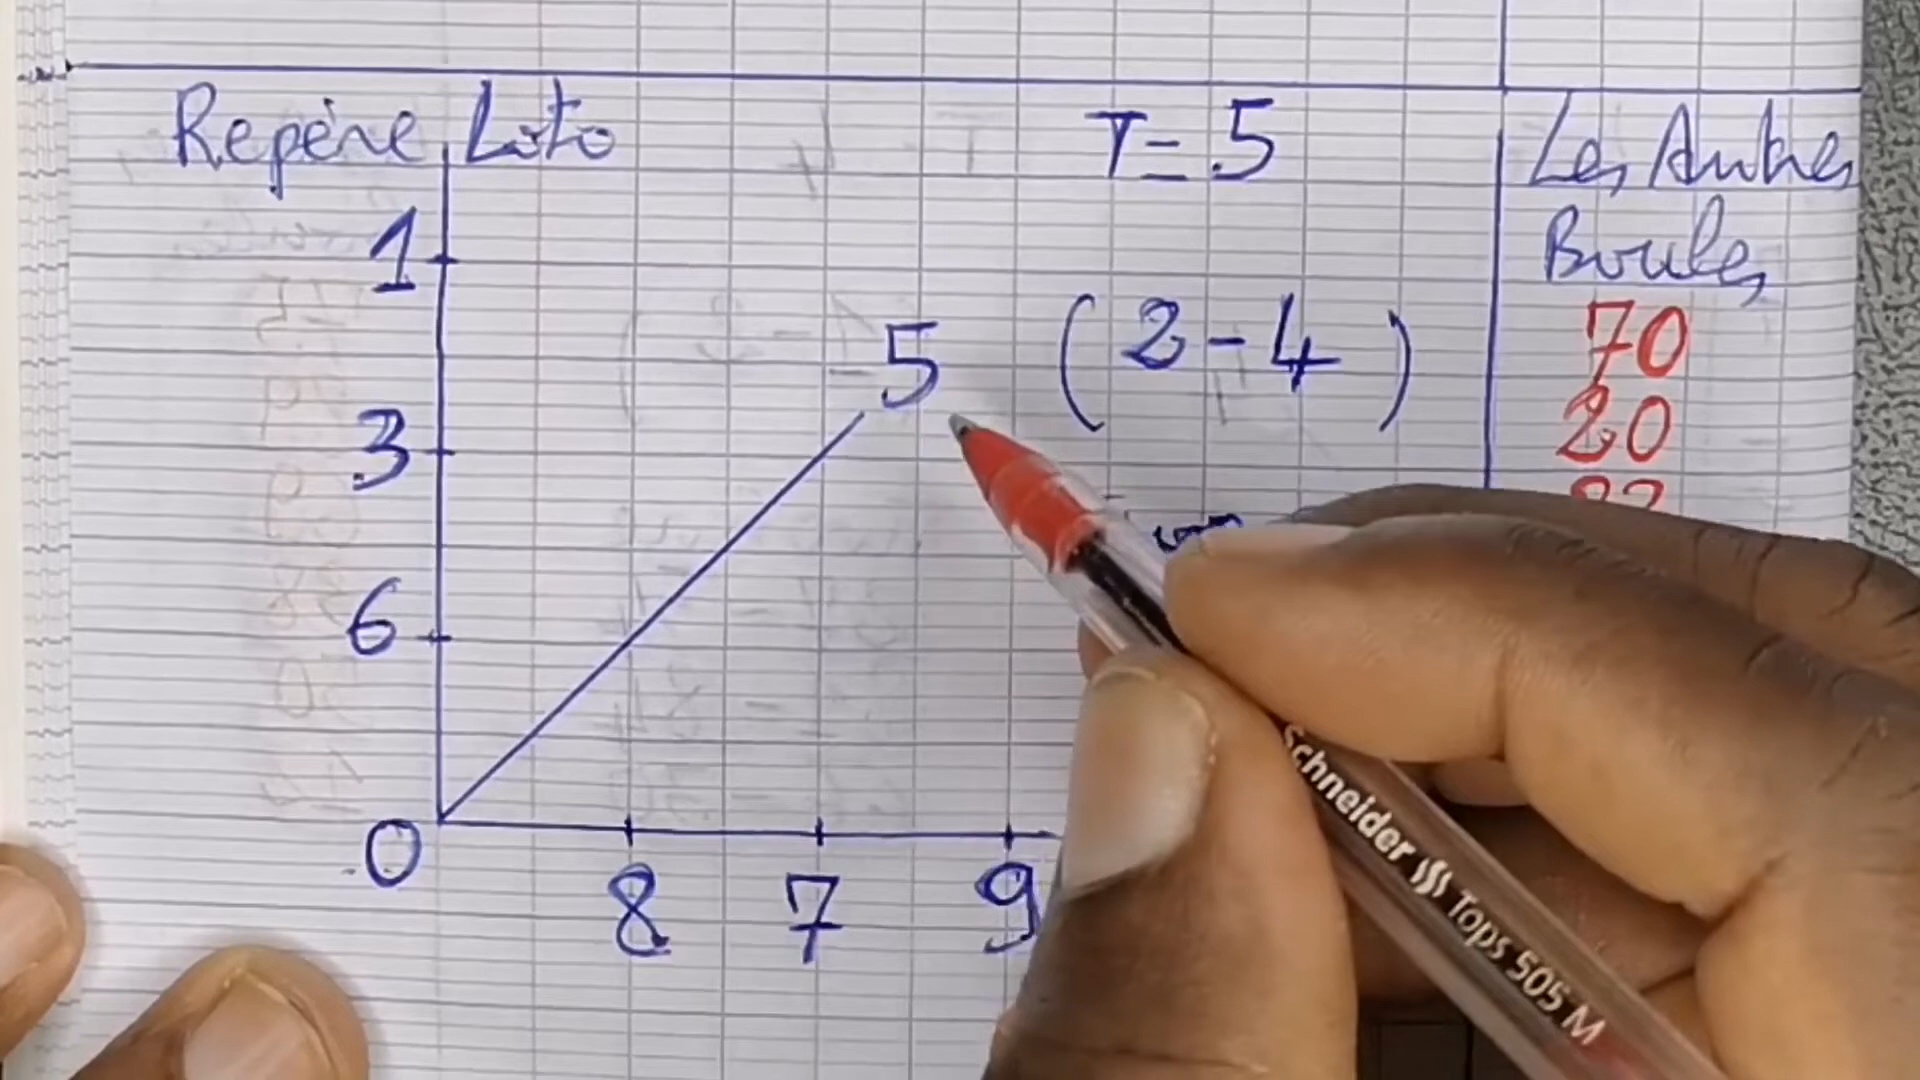 Repère Loto
T = 5
Les Autres
Boules
1
5 (2-4)
70
3
20
6
0
8 7 9
Schneider Tops 505 M